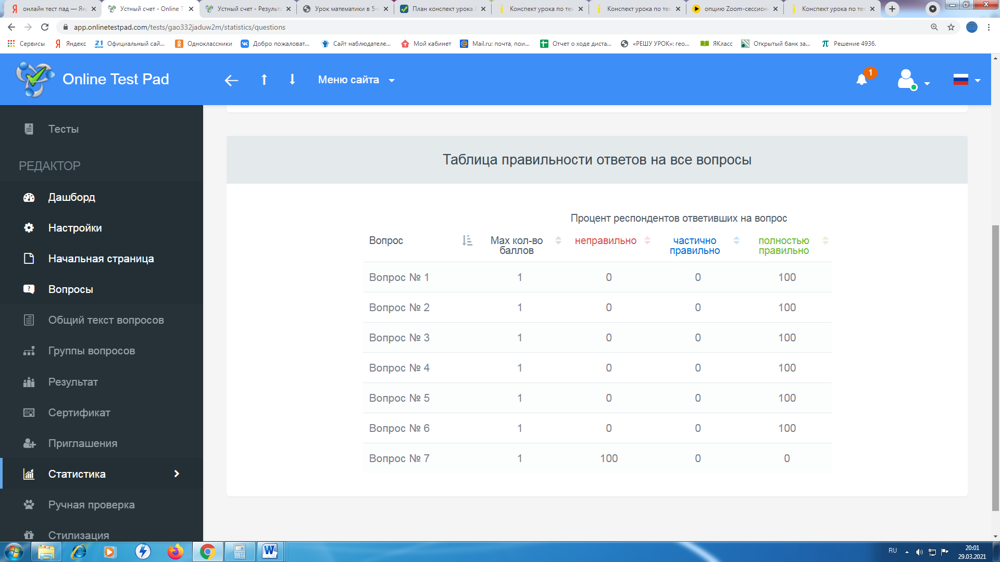 онлайн тест пад — Ян
Устный счет - Online T
Устный счет - Результа
Урок математики в 5-
План конспект урока
Конспект урока по те
Конспект урока по те
опцию Zoom-сессион
Конспект урока по те
app.onlinetestpad.com/tests/gao332jaduw2m/statistics/questions
Сервисы
Яндекс
Официальный сай...
Одноклассники
Добро пожаловат...
Сайт наблюдателе...
Мой кабинет
Mail.ru: почта, пои...
Отчет о ходе диста...
«РЕШУ УРОК»: гео...
ЯКласс
Открытый банк за...
Решение 4936.
Online Test Pad
Меню сайта
1
Тесты
РЕДАКТОР
Дашборд
Настройки
Начальная страница
Вопросы
Общий текст вопросов
Группы вопросов
Результат
Сертификат
Приглашения
Статистика
Ручная проверка
Стилизация
Таблица правильности ответов на все вопросы
Процент респондентов ответивших на вопрос
Вопрос Max кол-во баллов неправильно частично правильно полностью правильно
Вопрос № 1 1 0 0 100
Вопрос № 2 1 0 0 100
Вопрос № 3 1 0 0 100
Вопрос № 4 1 0 0 100
Вопрос № 5 1 0 0 100
Вопрос № 6 1 0 0 100
Вопрос № 7 1 100 0 0
RU
20:01
29.03.2021